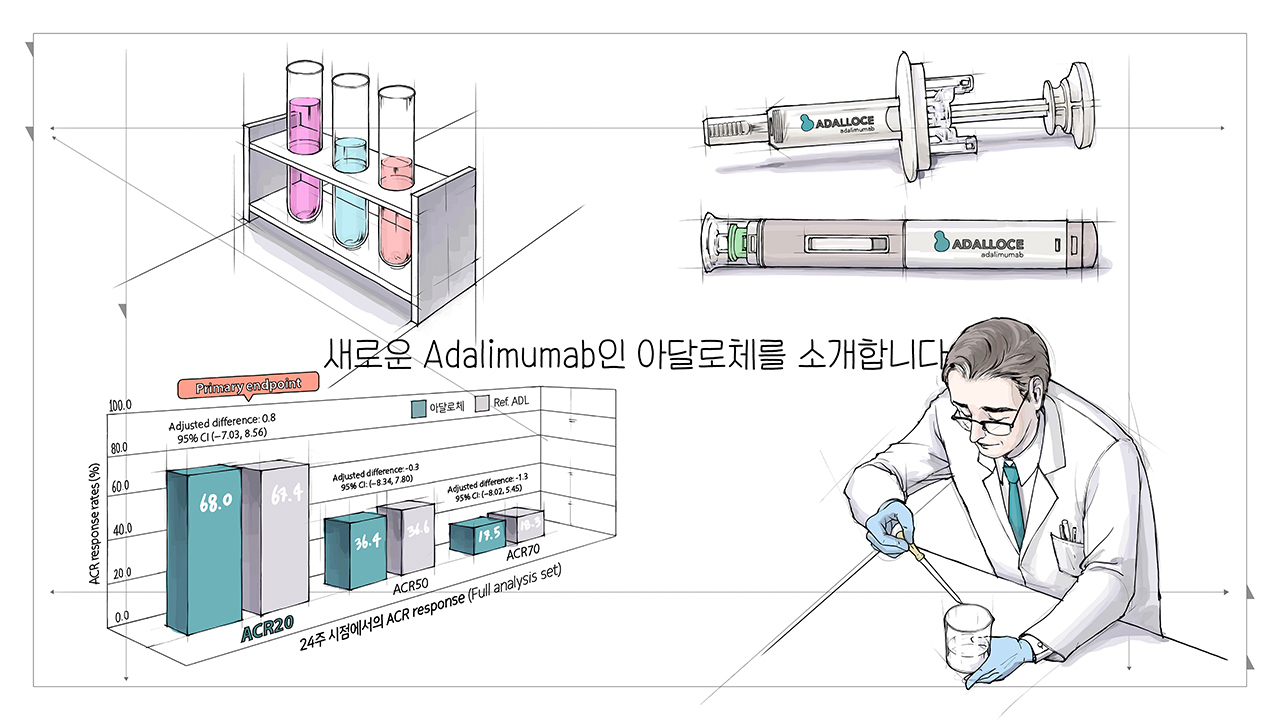 ADALLOCE
adalimumab
ADALLOCE
adalimumab
새로운 Adalimumab인 아달로체를 소개합니다
Primary endpoint
Adjusted difference: 0.8
95% CI (−7.03, 8.56)
아달로체
Ref. ADL
Adjusted difference: -0.3
95% CI: (−8.34, 7.80)
Adjusted difference: -1.3
95% CI: (−8.02, 5.45)
ACR response rates (%)
100.0
80.0
60.0
40.0
20.0
0.0
68.0
67.4
36.4
36.6
17.5
18.3
ACR20
ACR50
ACR70
24주 시점에서의 ACR response (Full analysis set)